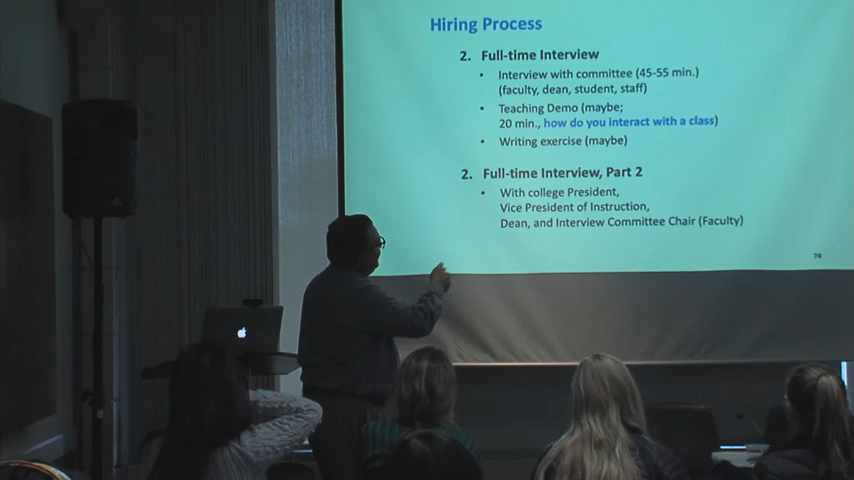 Hiring Process
2. Full-time Interview
• Interview with committee (45-55 min.)
(faculty, dean, student, staff)
• Teaching Demo (maybe;
20 min., how do you interact with a class)
• Writing exercise (maybe)
2. Full-time Interview, Part 2
• With college President,
Vice President of Instruction,
Dean, and Interview Committee Chair (Faculty)
74